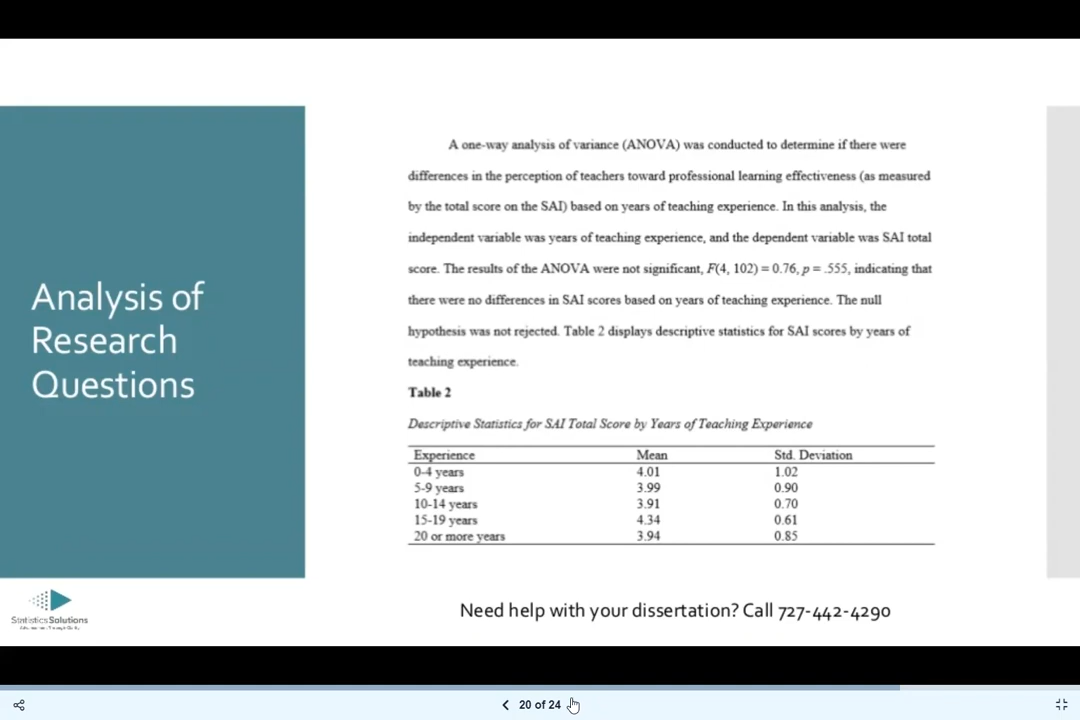 Analysis of
Research
Questions
A one-way analysis of variance (ANOVA) was conducted to determine if there were
differences in the perception of teachers toward professional learning effectiveness (as measured
by the total score on the SAI) based on years of teaching experience. In this analysis, the
independent variable was years of teaching experience, and the dependent variable was SAI total
score. The results of the ANOVA were not significant, F(4, 102) = 0.76, p = .555, indicating that
there were no differences in SAI scores based on years of teaching experience. The null
hypothesis was not rejected. Table 2 displays descriptive statistics for SAI scores by years of
teaching experience.
Table 2
Descriptive Statistics for SAI Total Score by Years of Teaching Experience
Experience Mean Std. Deviation
0-4 years 4.01 1.02
5-9 years 3.99 0.90
10-14 years 3.91 0.70
15-19 years 4.34 0.61
20 or more years 3.94 0.85
StatisticsSolutions
Need help with your dissertation? Call 727-442-4290
20 of 24